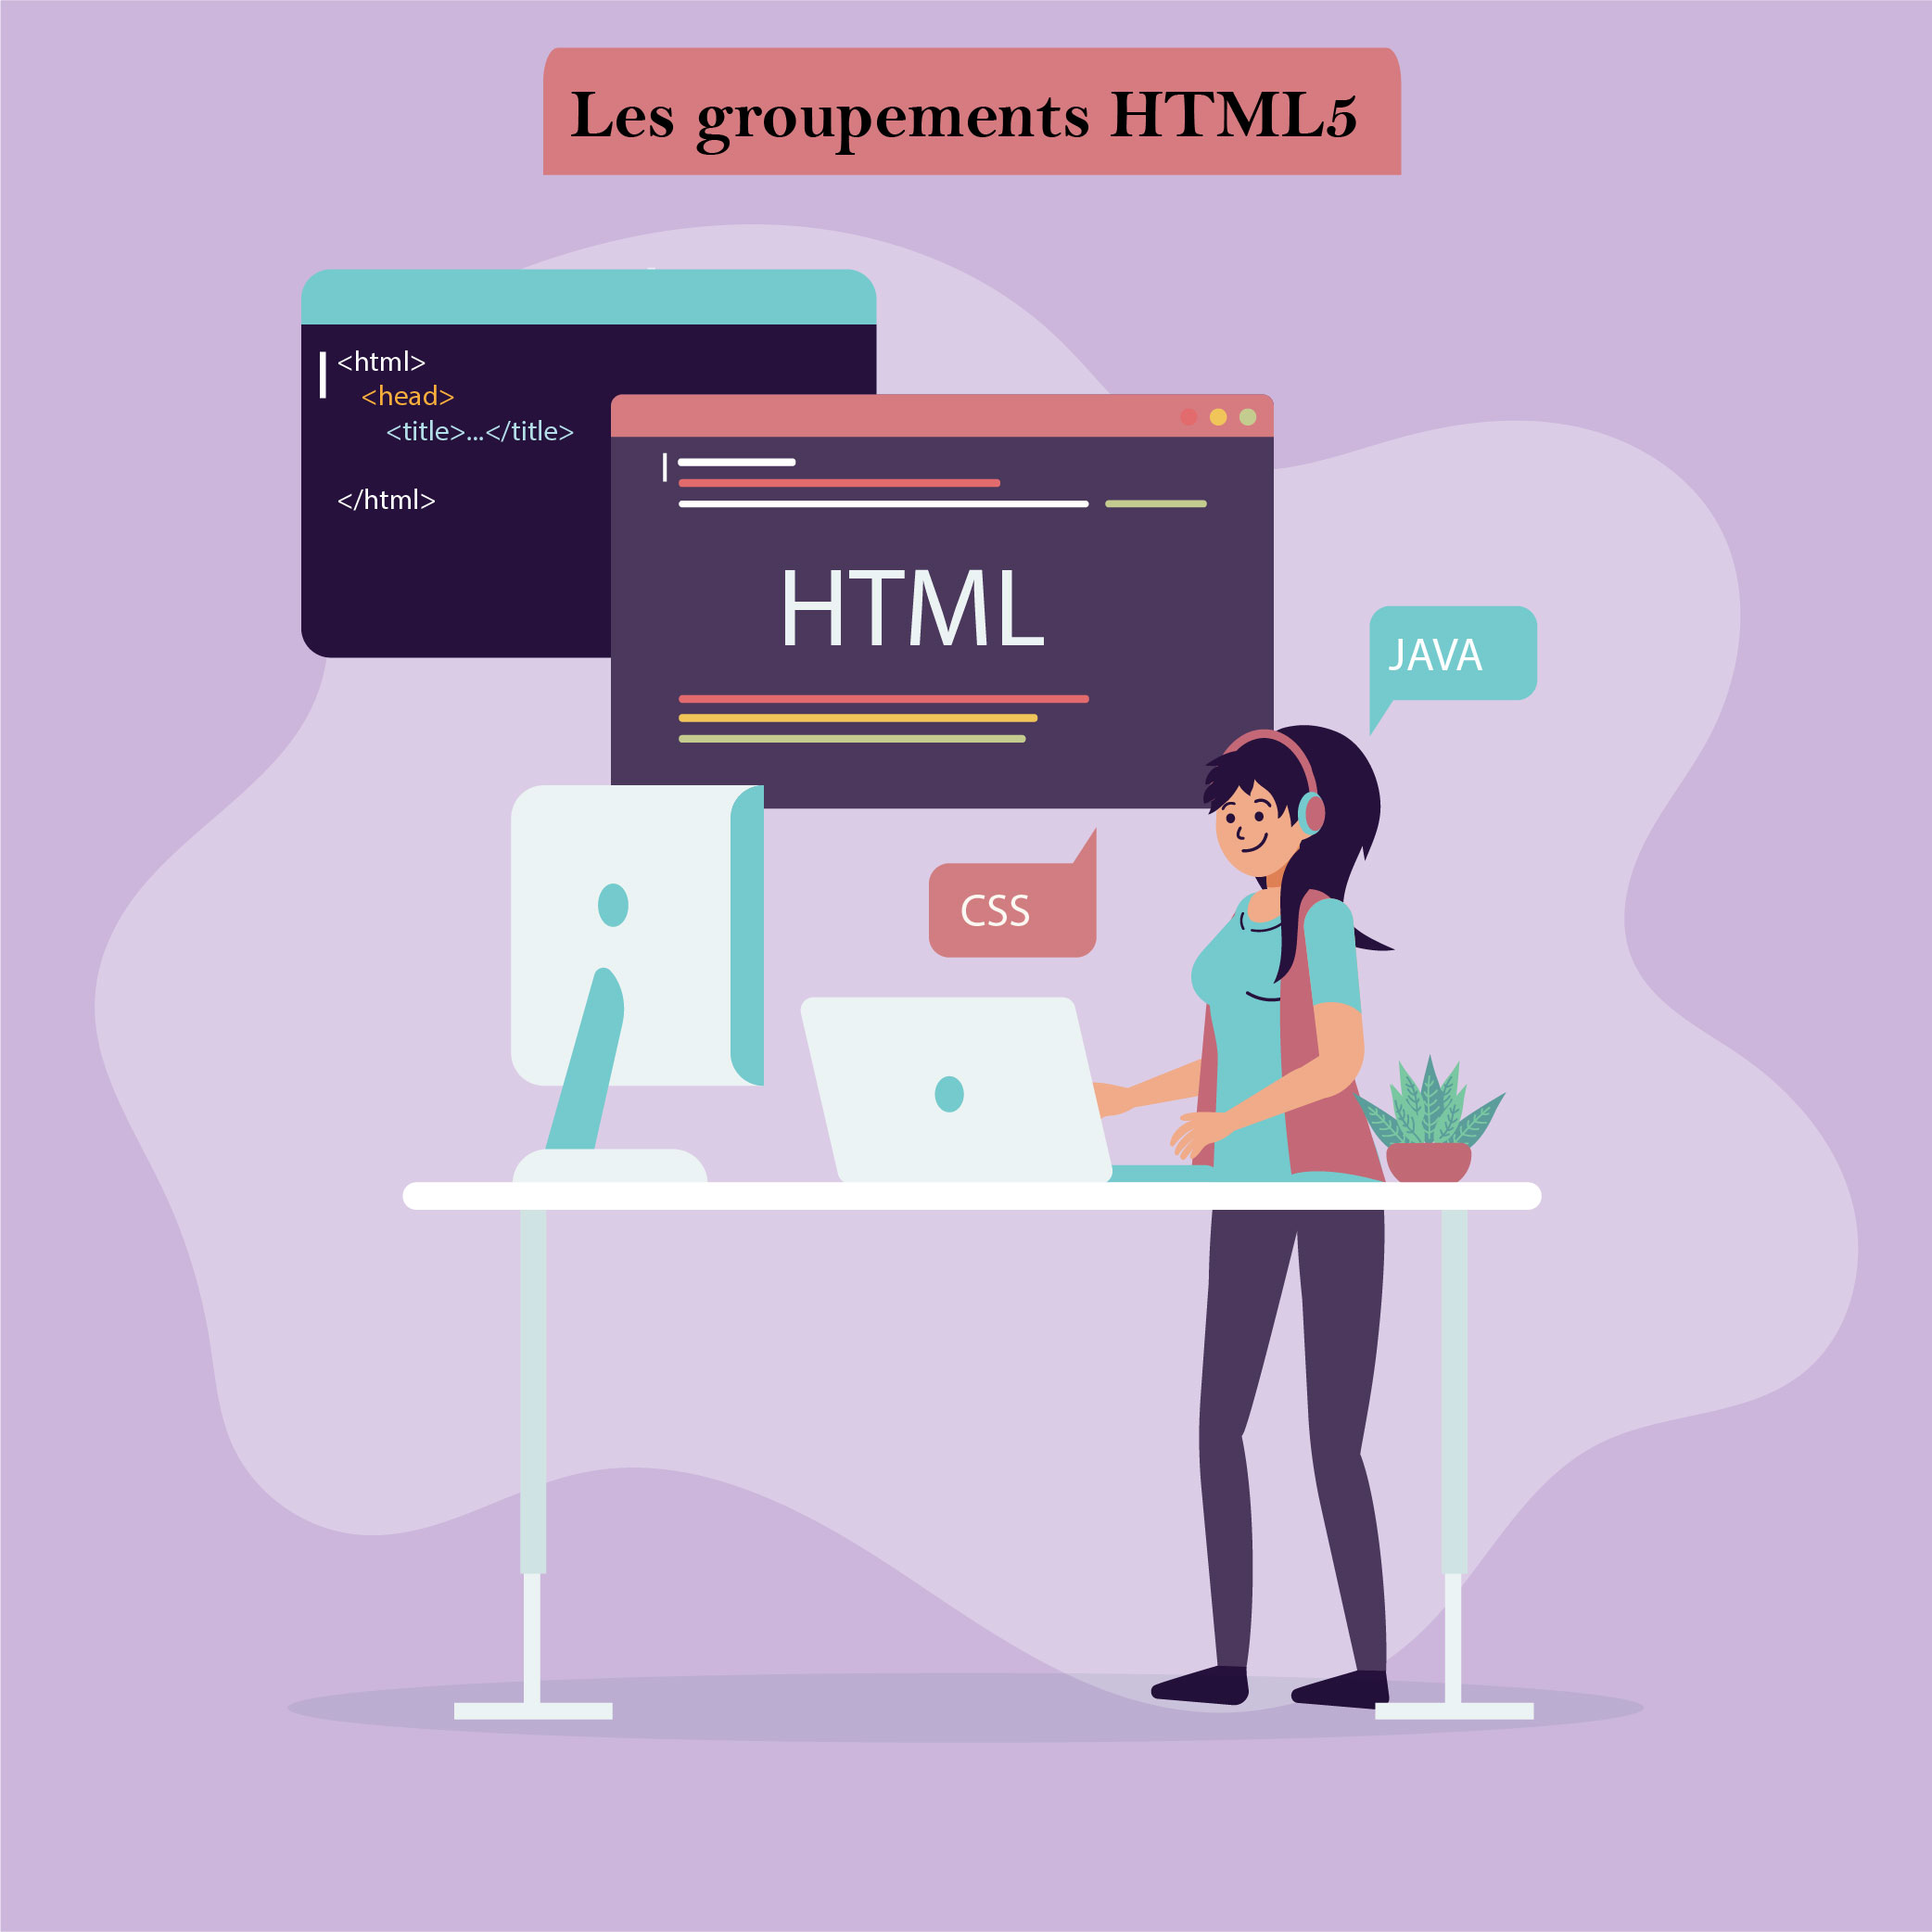 Les groupements HTML5
<html>
<head>
<title>...</title>
</html>
HTML
JAVA
CSS